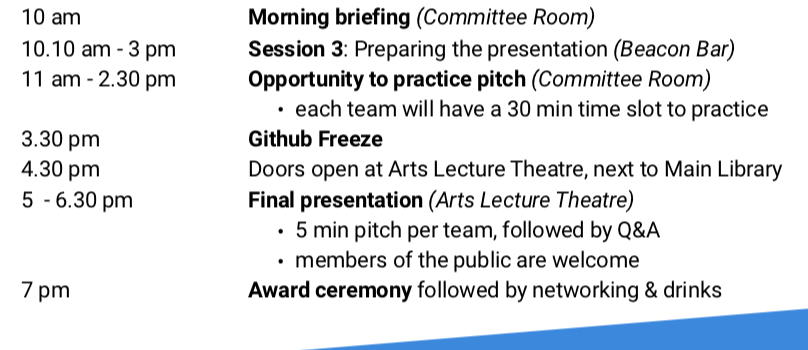 10 am Morning briefing (Committee Room)
10.10 am - 3 pm Session 3: Preparing the presentation (Beacon Bar)
11 am - 2.30 pm Opportunity to practice pitch (Committee Room)
• each team will have a 30 min time slot to practice
3.30 pm Github Freeze
4.30 pm Doors open at Arts Lecture Theatre, next to Main Library
5 - 6.30 pm Final presentation (Arts Lecture Theatre)
• 5 min pitch per team, followed by Q&A
• members of the public are welcome
7 pm Award ceremony followed by networking & drinks